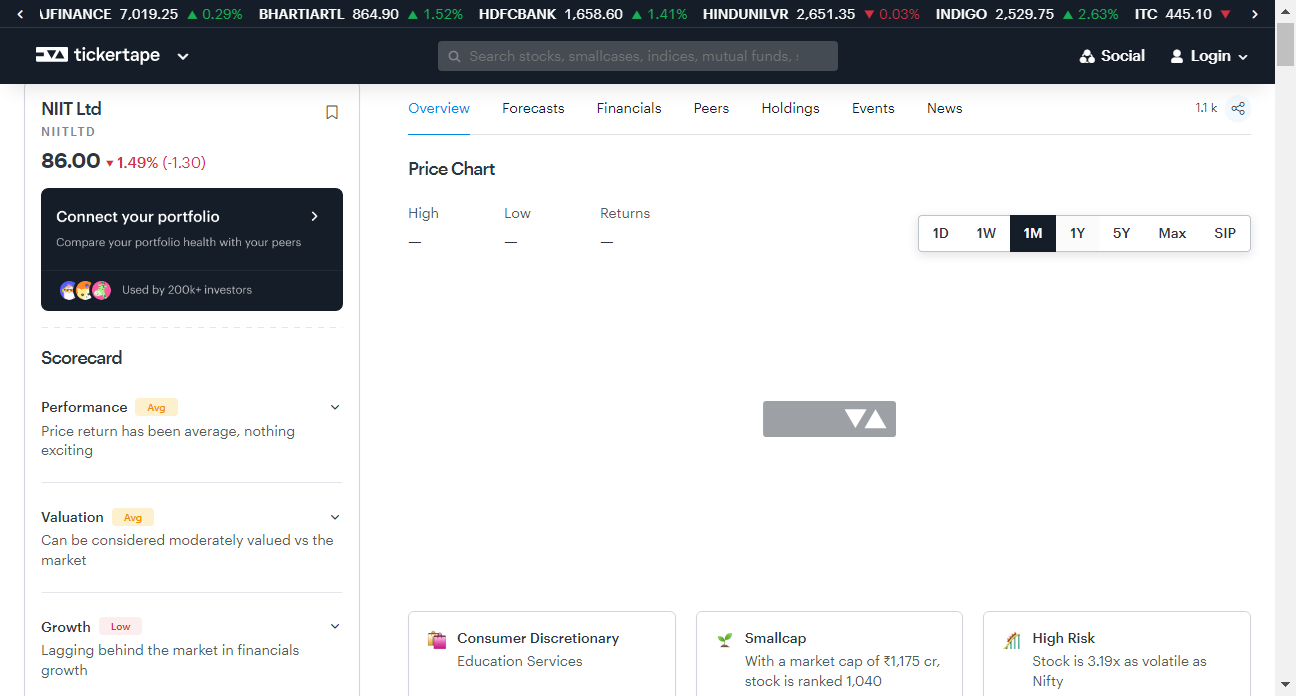 JFINANCE 7,019.25 ▲ 0.29% BHARTIARTL 864.90 ▲ 1.52% HDFCBANK 1,658.60 ▲ 1.41% HINDUNILVR 2,651.35 ▼ 0.03% INDIGO 2,529.75 ▲ 2.63% ITC 445.10 ▼
tickertape
Search stocks, smallcases, indices, mutual funds,
Social
Login
NIIT Ltd
NIITLTD
86.00 ▼ 1.49% (-1.30)
Connect your portfolio
Compare your portfolio health with your peers
Used by 200k+ investors
Scorecard
Performance Avg
Price return has been average, nothing
exciting
Valuation Avg
Can be considered moderately valued vs the
market
Growth Low
Lagging behind the market in financials
growth
Overview Forecasts Financials Peers Holdings Events News
1.1 k
Price Chart
High Low Returns
— — —
1D 1W 1M 1Y 5Y Max SIP
Consumer Discretionary
Education Services
Smallcap
With a market cap of ₹1,175 cr,
stock is ranked 1,040
High Risk
Stock is 3.19x as volatile as
Nifty